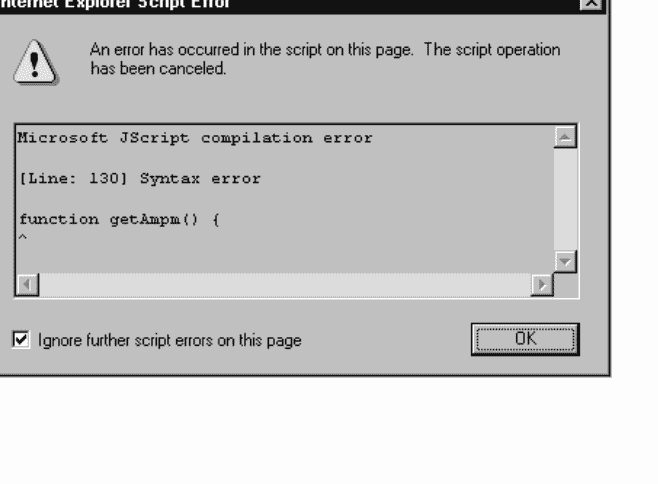 Internet Explorer Script Error
An error has occurred in the script on this page. The script operation
has been canceled.
Microsoft JScript compilation error
[Line: 130] Syntax error
function getAmpm() {
^
Ignore further script errors on this page
OK